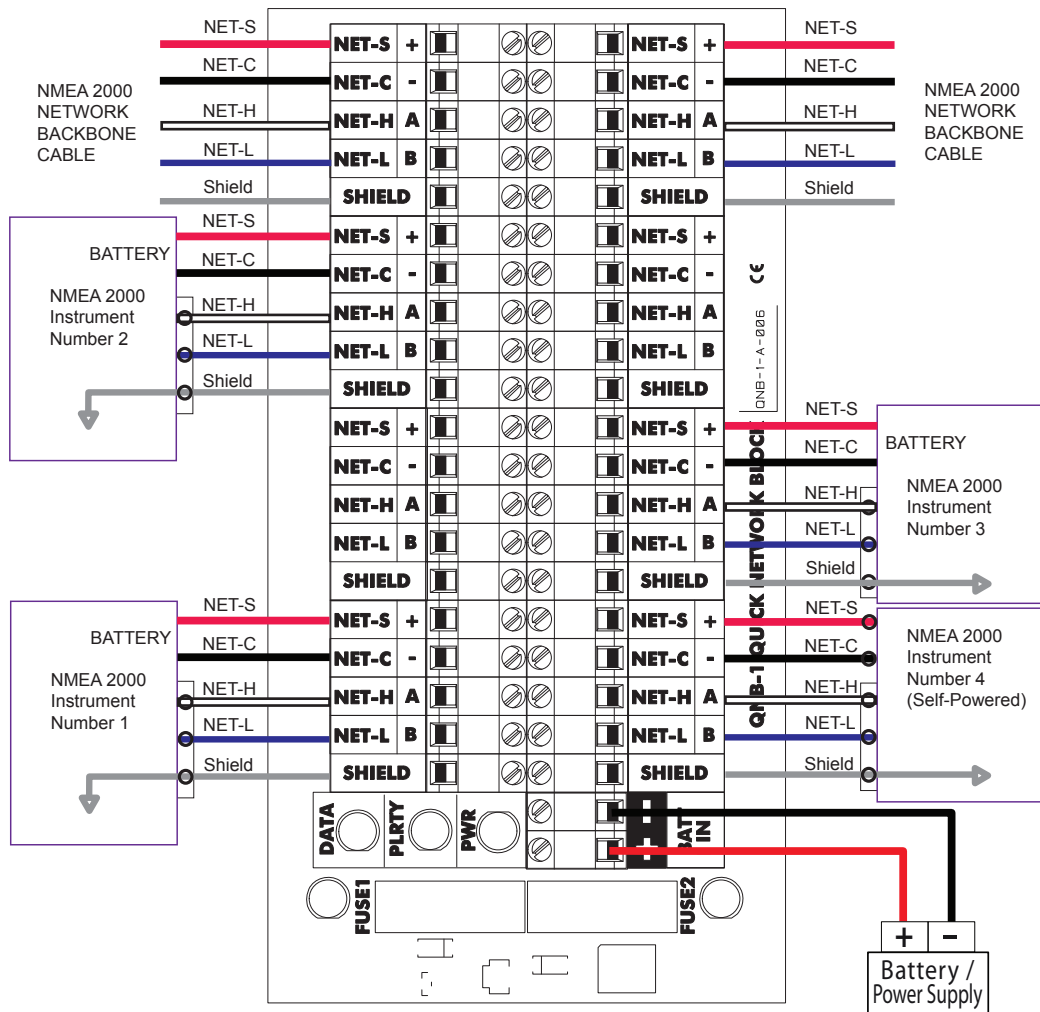 NET-S
NET-C
NMEA 2000
NETWORK
BACKBONE
CABLE
NET-H
NET-L
Shield
NET-S +
NET-C -
NET-H A
NET-L B
SHIELD
NET-S +
NET-C -
NET-H A
NET-L B
SHIELD
NET-S
NET-C
NMEA 2000
NETWORK
BACKBONE
CABLE
NET-H
NET-L
Shield
NET-S
BATTERY
NET-C
NMEA 2000
Instrument
Number 2
NET-H
NET-L
Shield
NET-S +
NET-C -
NET-H A
NET-L B
SHIELD
NET-S +
NET-C -
NET-H A
NET-L B
SHIELD
CE
QNB-1-A-006
QNB-1 QUICK NETWORK BLOCK
NET-S +
NET-C -
NET-H A
NET-L B
SHIELD
NET-S +
NET-C -
NET-H A
NET-L B
SHIELD
NET-S
NET-C
BATTERY
NET-H
NMEA 2000
Instrument
Number 3
NET-L
Shield
NET-S
BATTERY
NET-C
NMEA 2000
Instrument
Number 1
NET-H
NET-L
Shield
NET-S +
NET-C -
NET-H A
NET-L B
SHIELD
NET-S +
NET-C -
NET-H A
NET-L B
SHIELD
NET-S
NET-C
NMEA 2000
Instrument
Number 4
(Self-Powered)
NET-H
NET-L
Shield
DATA
PLRTY
PWR
- +
BATT
IN
FUSE1
FUSE2
+ -
Battery /
Power Supply